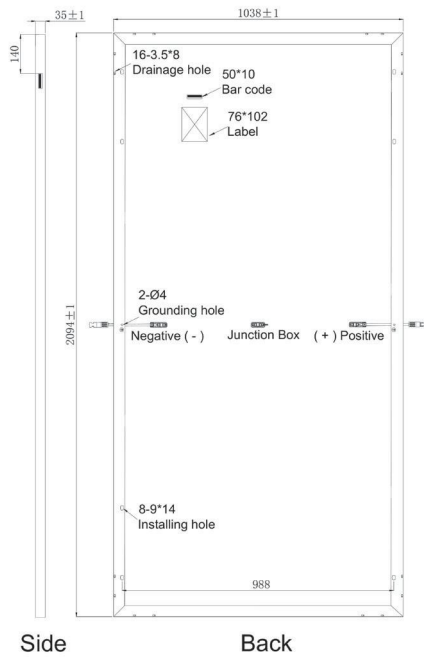 35±1
1038±1
140
16-3.5*8
Drainage hole
50*10
Bar code
76*102
Label
2094±1
2-Ø4
Grounding hole
Negative ( - )
Junction Box
( + ) Positive
8-9*14
Installing hole
988
Side
Back